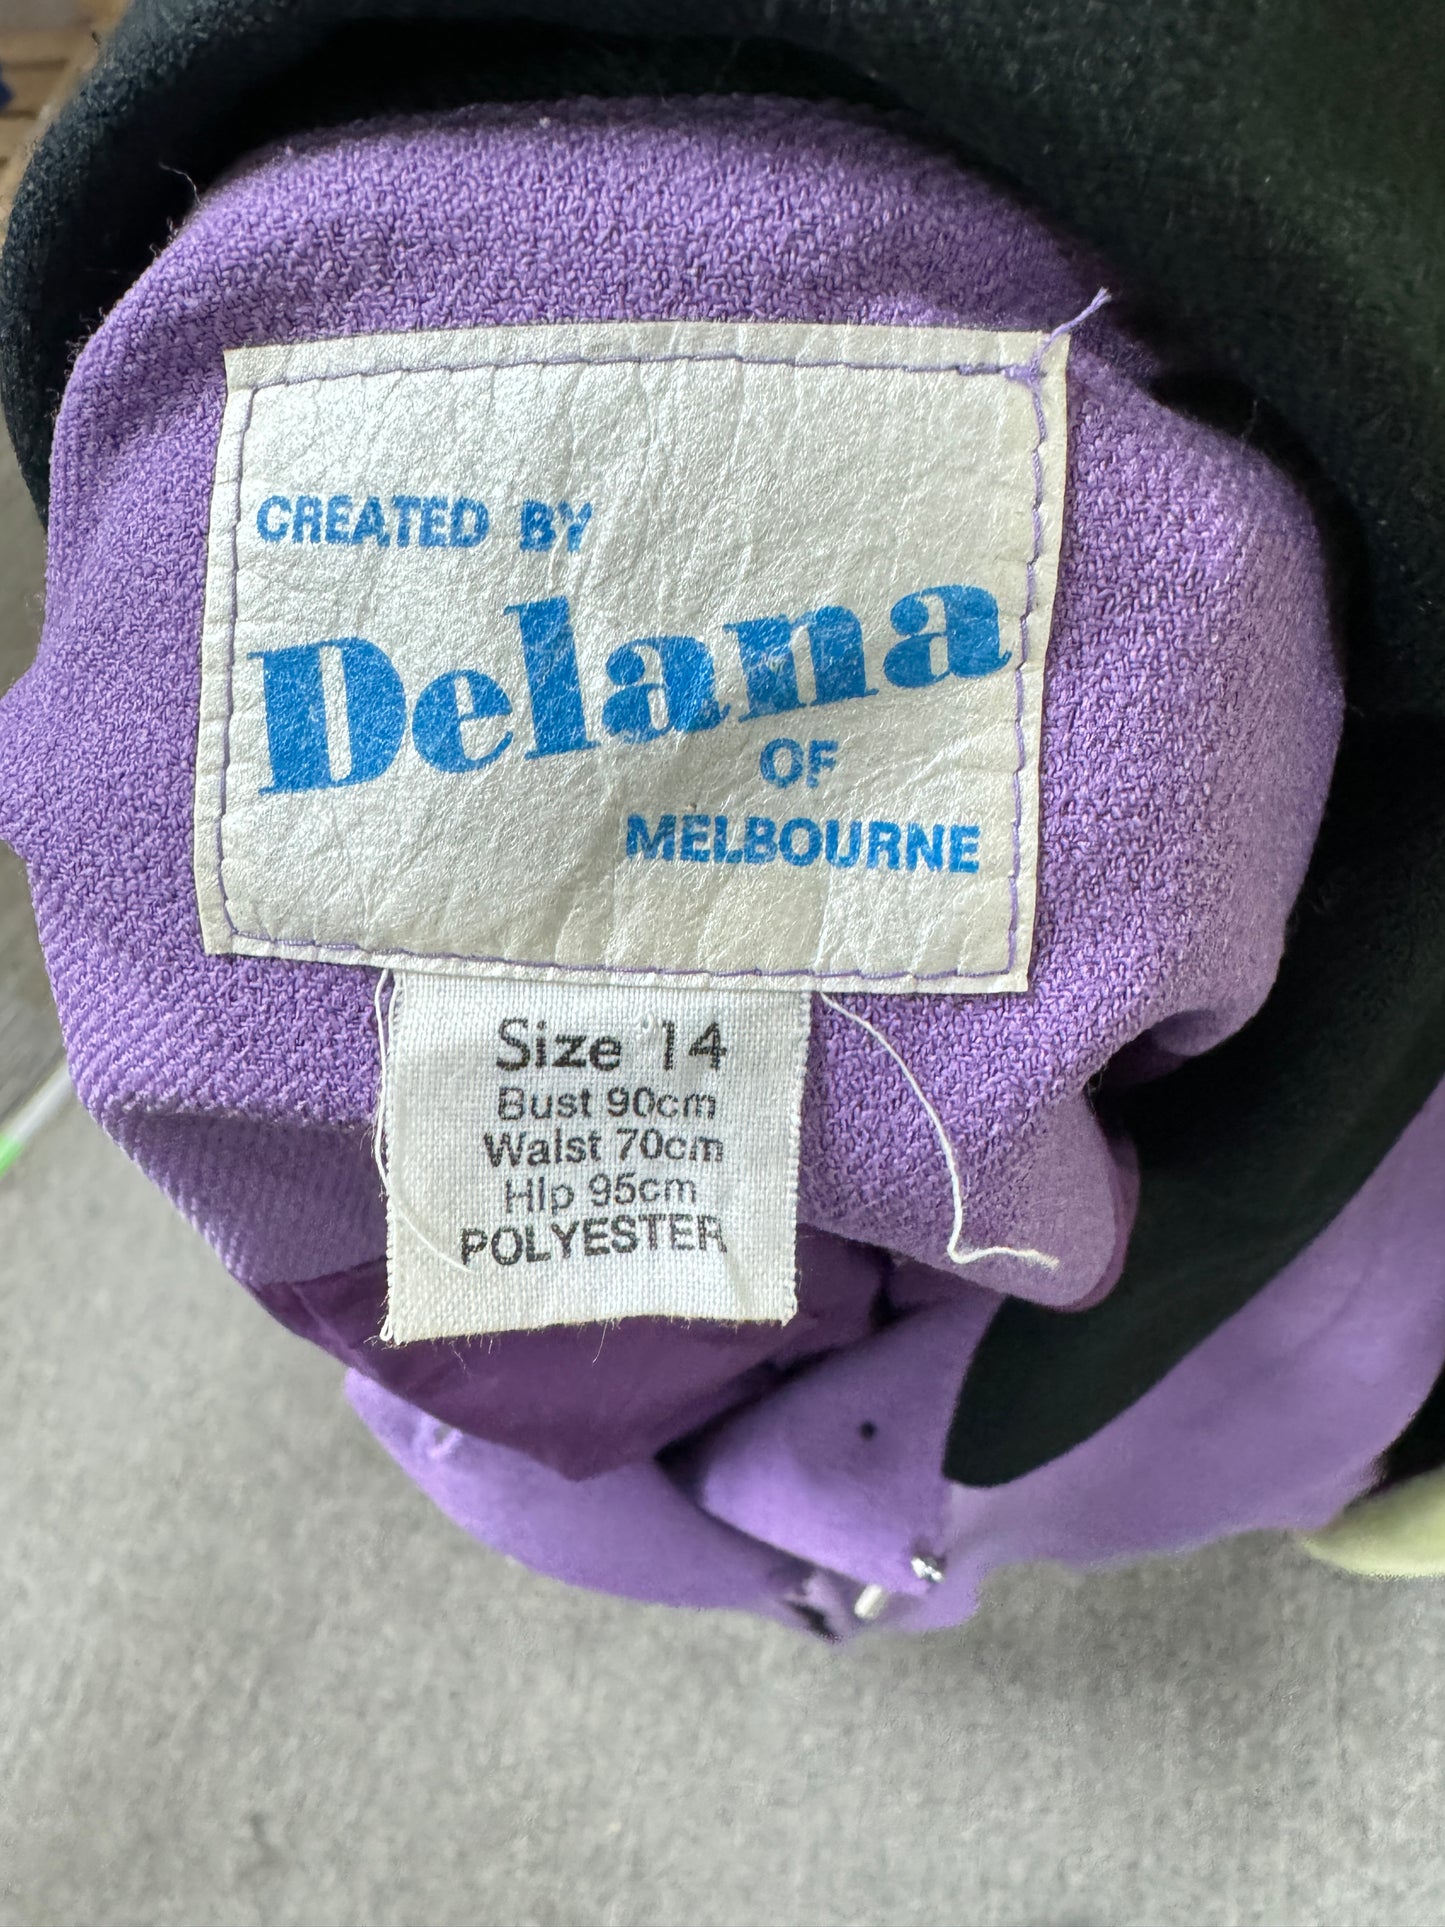 CREATED BY
Delana
OF
MELBOURNE
Size 14
Bust 90cm
Waist 70cm
Hip 95cm
POLYESTER